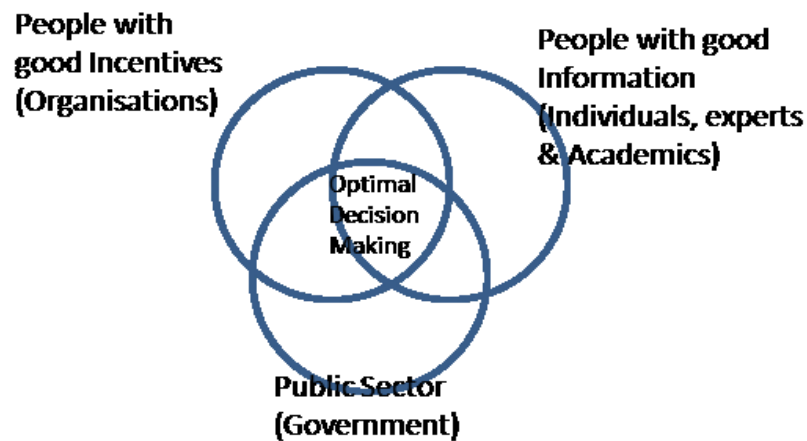 People with
good Incentives
(Organisations)
People with good
Information
(Individuals, experts
& Academics)
Optimal
Decision
Making
Public Sector
(Government)